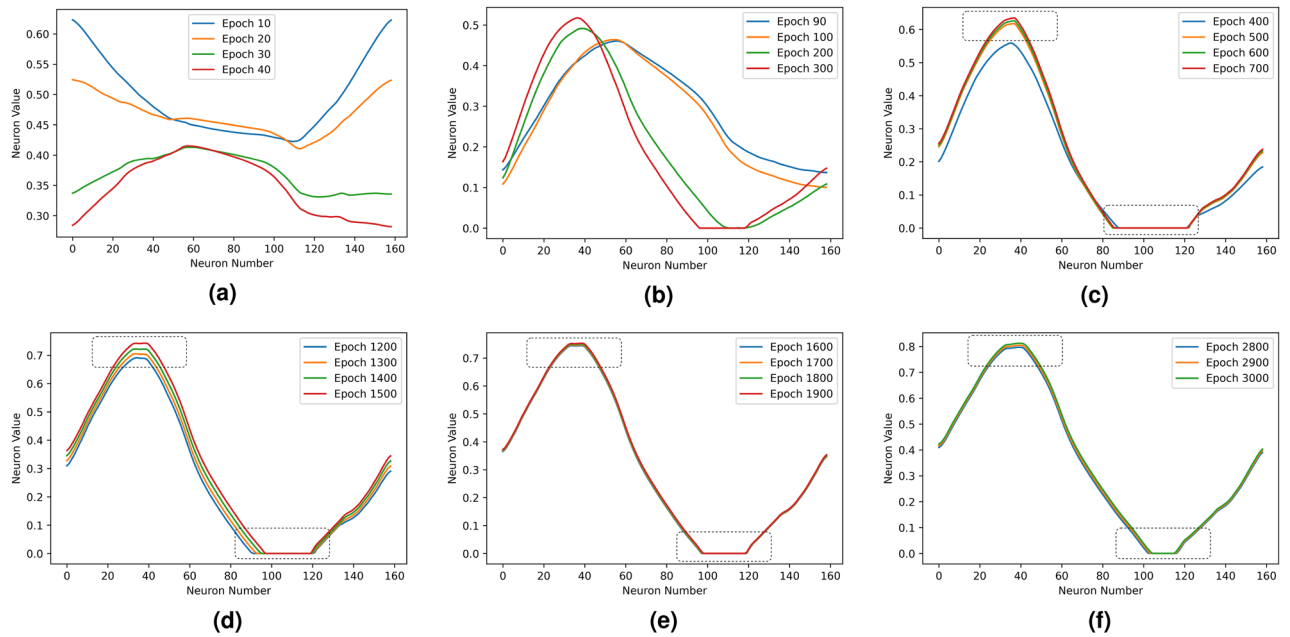 Epoch 10
Epoch 20
Epoch 30
Epoch 40
Neuron Value
0.60
0.55
0.50
0.45
0.40
0.35
0.30
0 20 40 60 80 100 120 140 160
Neuron Number
(a)
Epoch 90
Epoch 100
Epoch 200
Epoch 300
Neuron Value
0.5
0.4
0.3
0.2
0.1
0.0
0 20 40 60 80 100 120 140 160
Neuron Number
(b)
Epoch 400
Epoch 500
Epoch 600
Epoch 700
Neuron Value
0.6
0.4
0.3
0.2
0.1
0.0
0 20 40 60 80 100 120 140 160
Neuron Number
(c)
Epoch 1200
Epoch 1300
Epoch 1400
Epoch 1500
Neuron Value
0.7
0.6
0.5
0.4
0.3
0.2
0.1
0.0
0 20 40 60 80 100 120 140 160
Neuron Number
(d)
Epoch 1600
Epoch 1700
Epoch 1800
Epoch 1900
Neuron Value
0.7
0.6
0.5
0.4
0.3
0.2
0.1
0.0
0 20 40 60 80 100 120 140 160
Neuron Number
(e)
Epoch 2800
Epoch 2900
Epoch 3000
Neuron Value
0.8
0.7
0.6
0.5
0.4
0.3
0.2
0.1
0.0
0 20 40 60 80 100 120 140 160
Neuron Number
(f)